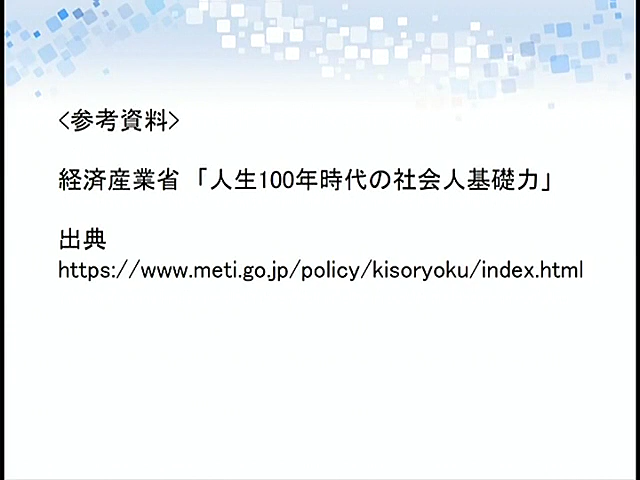 <参考資料>
経済産業省 「人生100年時代の社会人基礎力」
出典
https://www.meti.go.jp/policy/kisoryoku/index.html